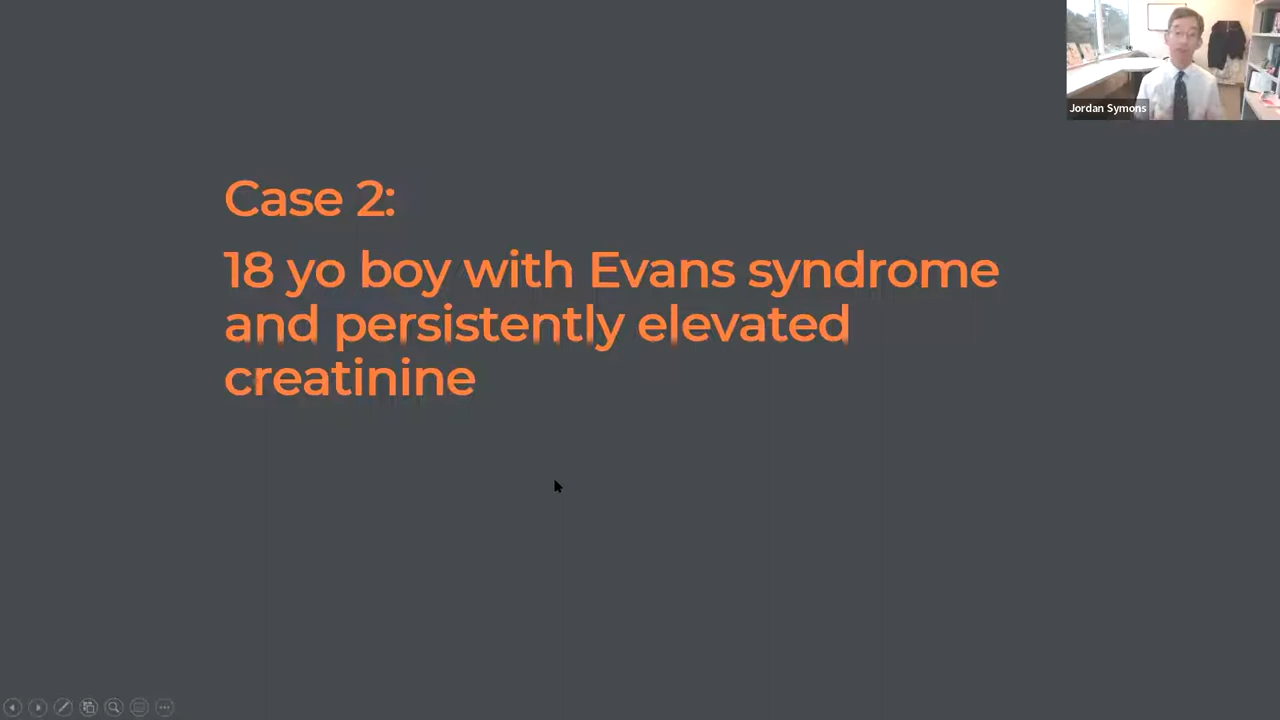 Jordan Symons
Case 2:
18 yo boy with Evans syndrome
and persistently elevated
creatinine